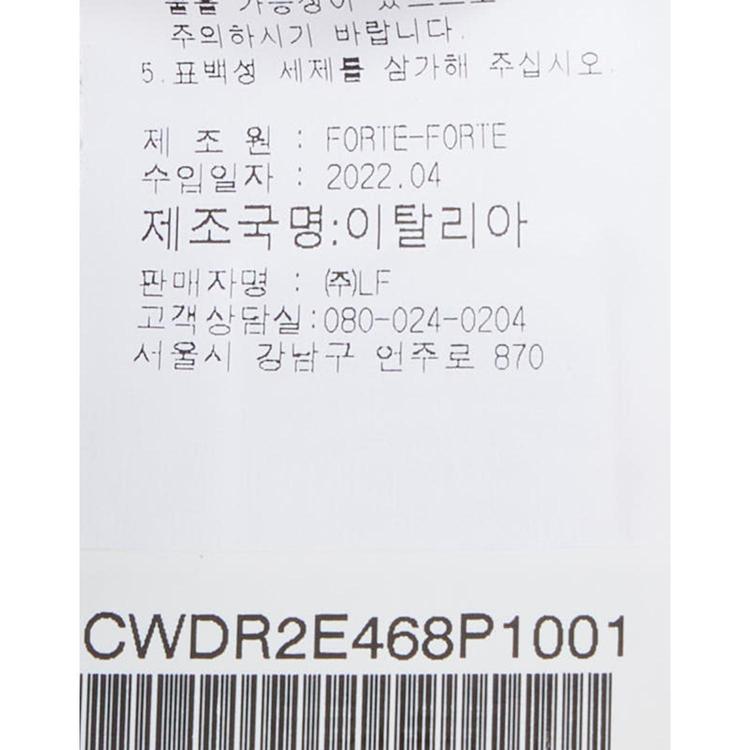 주의하시기 바랍니다.
5.표백성 세제를 삼가해 주십시오.
제 조 원 : FORTE-FORTE
수입일자 : 2022.04
제조국명:이탈리아
판매자명 : ㈜LF
고객상담실:080-024-0204
서울시 강남구 언주로 870
CWDR2E468P1001